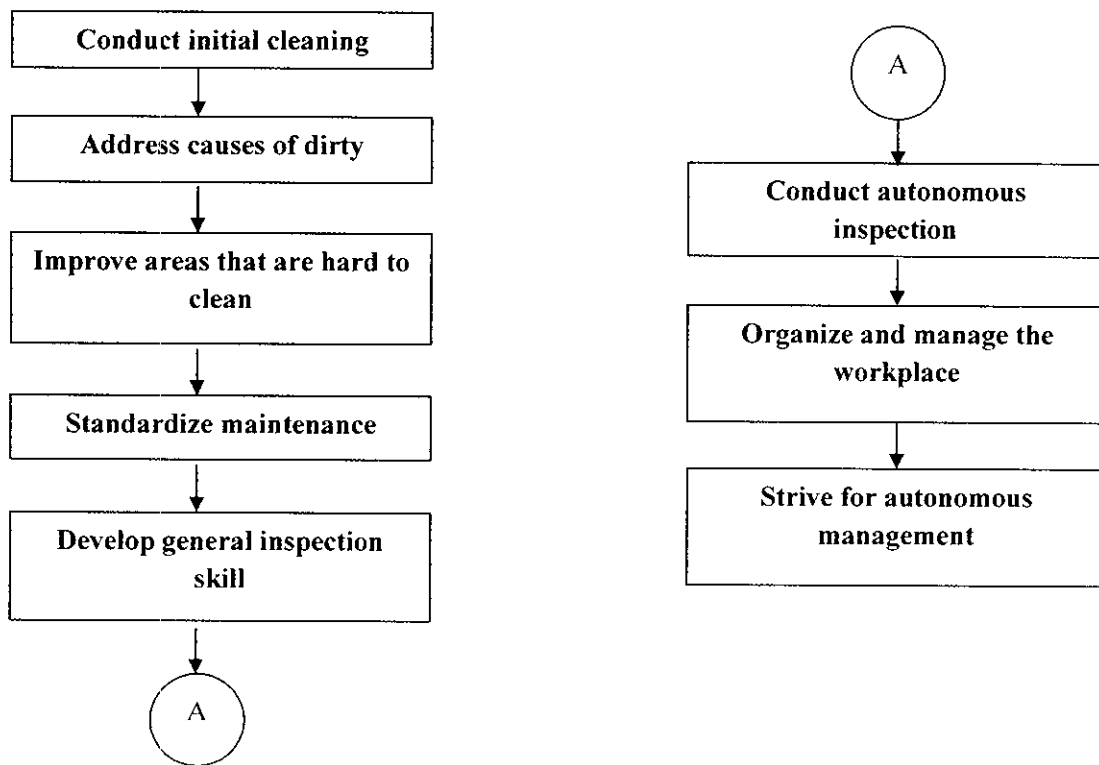 Conduct initial cleaning
Address causes of dirty
Improve areas that are hard to
clean
Standardize maintenance
Develop general inspection
skill
A
A
Conduct autonomous
inspection
Organize and manage the
workplace
Strive for autonomous
management